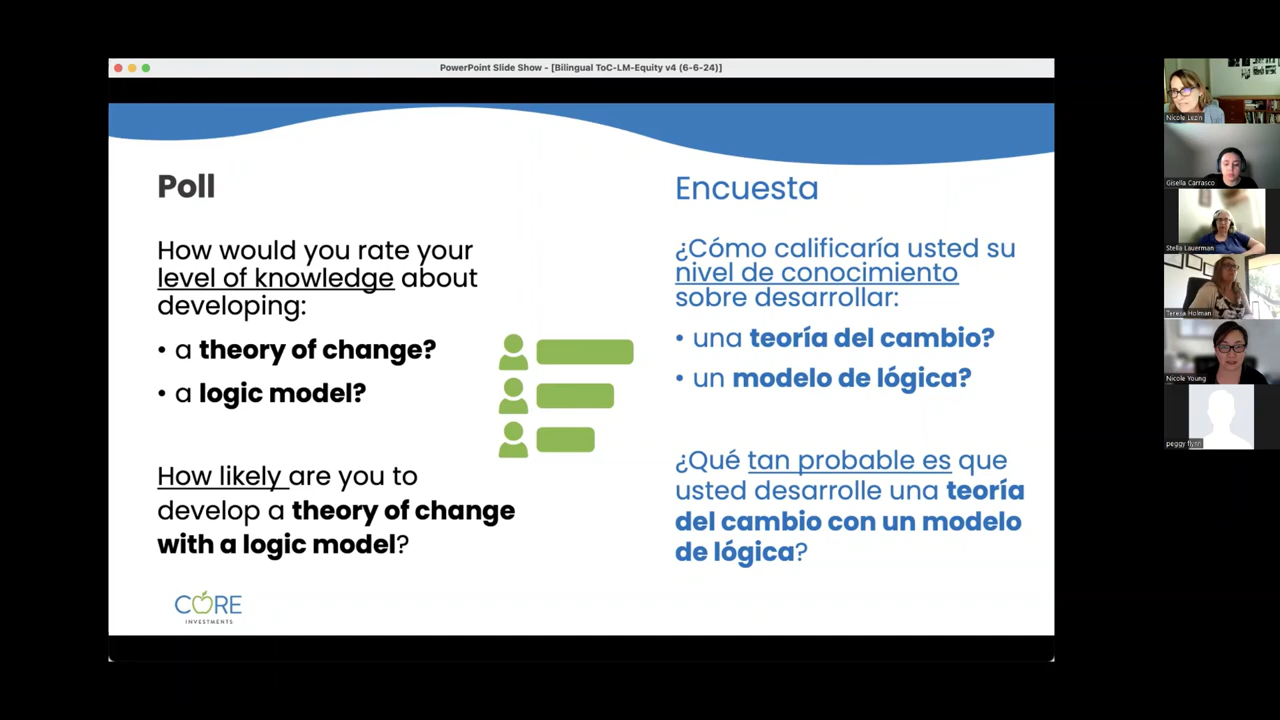 PowerPoint Slide Show - [Bilingual ToC-LM-Equity v4 (6-6-24)]
Poll
How would you rate your
level of knowledge about
developing:
• a theory of change?
• a logic model?
How likely are you to
develop a theory of change
with a logic model?
CORE
INVESTMENTS
Encuesta
¿Cómo calificaría usted su
nivel de conocimiento
sobre desarrollar:
• una teoría del cambio?
• un modelo de lógica?
¿Qué tan probable es que
usted desarrolle una teoría
del cambio con un modelo
de lógica?
Nicole Lezin
Gisella Carrasco
Stella Lauerman
Teresa Holman
Nicole Young
peggy flynn